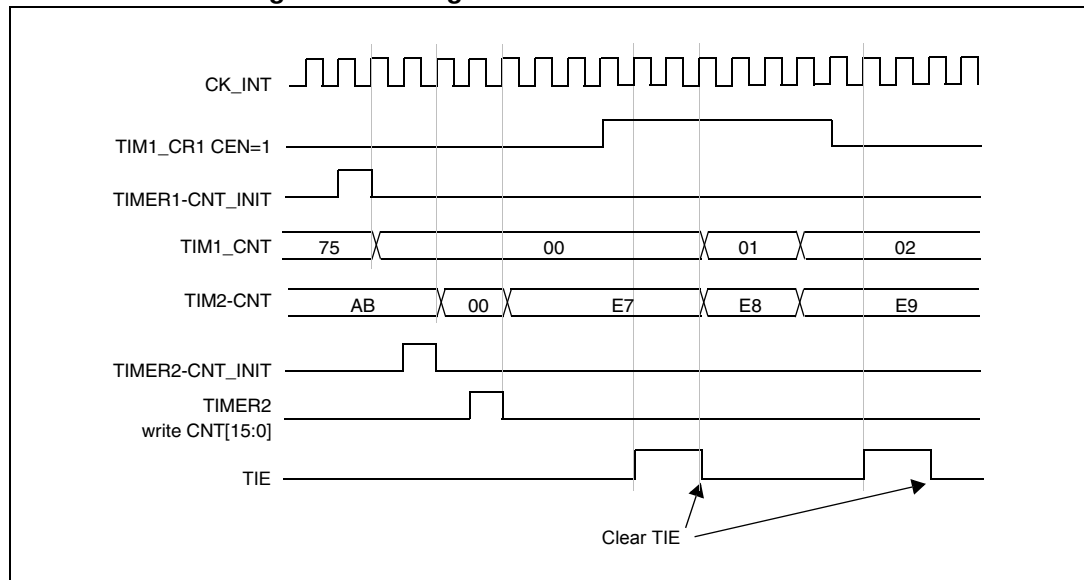 CK_INT
TIM1_CR1 CEN=1
TIMER1-CNT_INIT
TIM1_CNT 75 00 01 02
TIM2-CNT AB 00 E7 E8 E9
TIMER2-CNT_INIT
TIMER2
write CNT[15:0]
TIE
Clear TIE